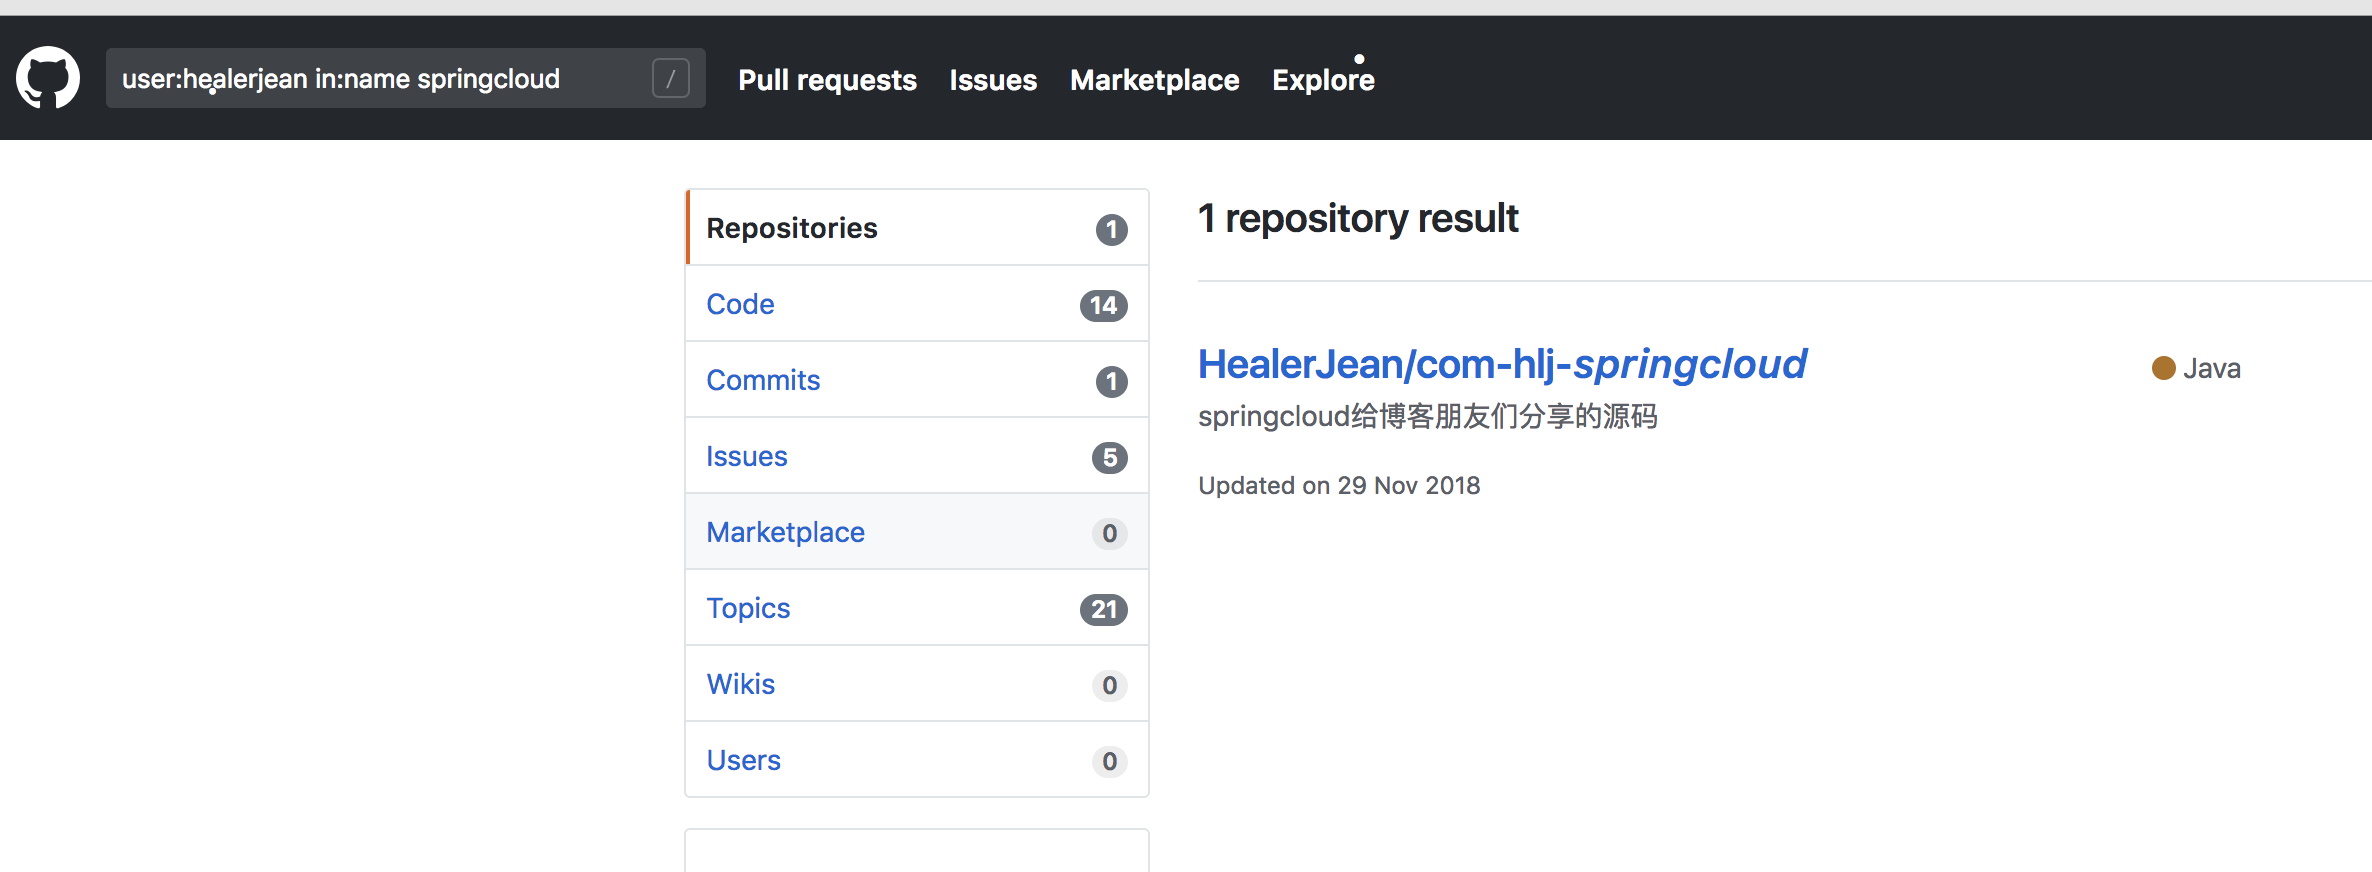 user:healerjean in:name springcloud /
Pull requests Issues Marketplace Explore
Repositories 1
Code 14
Commits 1
Issues 5
Marketplace 0
Topics 21
Wikis 0
Users 0
1 repository result
HealerJean/com-hlj-springcloud Java
springcloud给博客朋友们分享的源码
Updated on 29 Nov 2018